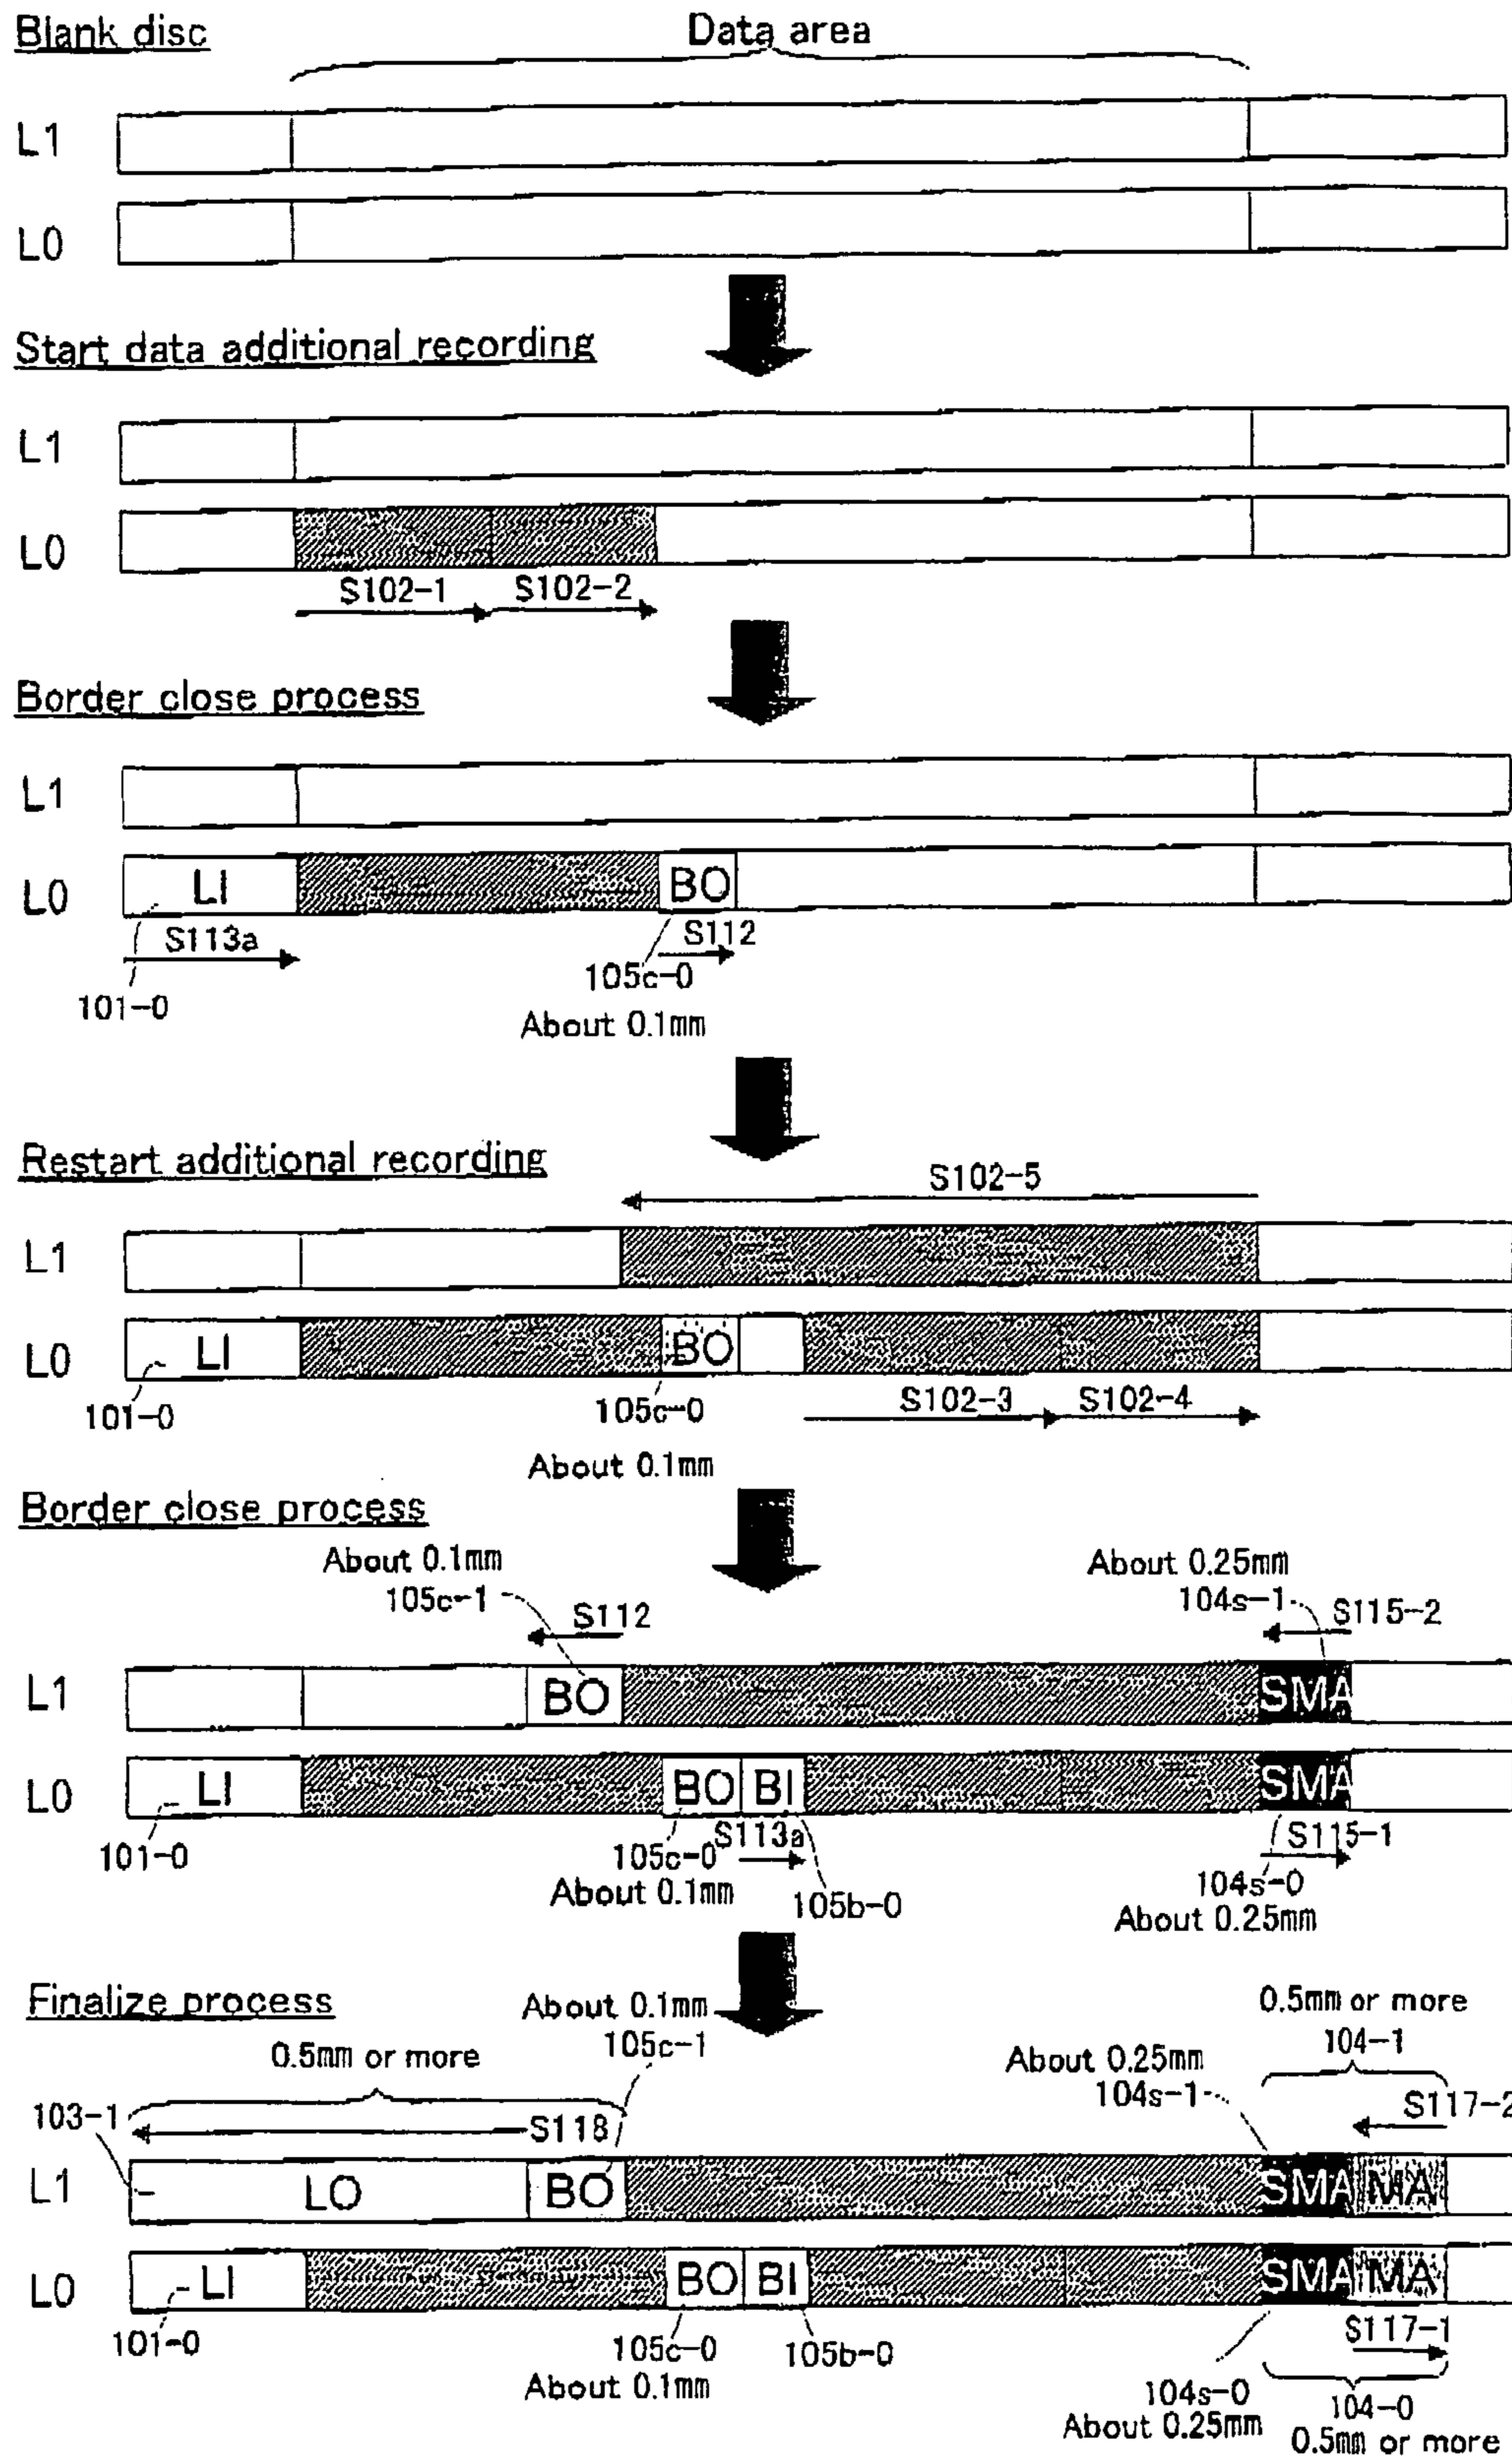 Blank disc
Data area
L1
L0
Start data additional recording
L1
L0
S102-1 S102-2
Border close process
L1
L0 LI BO
S113a S112
101-0 105c-0
About 0.1mm
Restart additional recording
S102-5
L1
L0 LI BO
101-0 105c-0 S102-3 S102-4
About 0.1mm
Border close process
About 0.1mm About 0.25mm
105c-1 S112 104s-1 S115-2
L1 BO SMA
L0 LI BO BI SMA
101-0 105c-0 S113a S115-1
About 0.1mm 105b-0 104s-0
About 0.25mm
Finalize process About 0.1mm 0.5mm or more
0.5mm or more 105c-1 About 0.25mm 104-1
103-1 S118 104s-1 S117-2
L1 LO BO SMA MA
L0 LI BO BI SMA MA
101-0 105c-0 105b-0 S117-1
About 0.1mm 104s-0 104-0
About 0.25mm 0.5mm or more